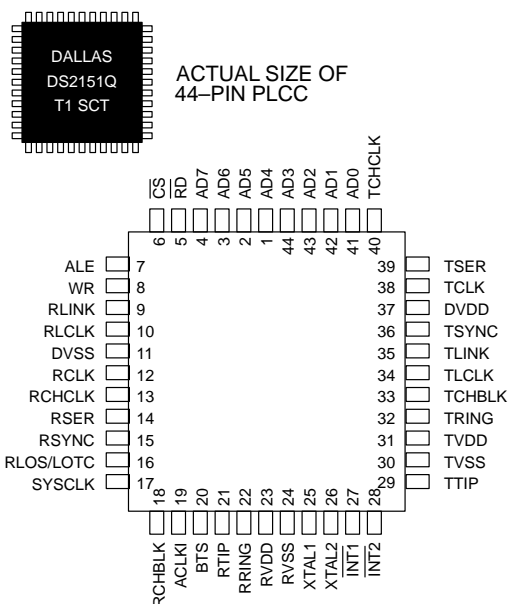 DALLAS
DS2151Q
T1 SCT
ACTUAL SIZE OF
44–PIN PLCC
CS
RD
AD7
AD6
AD5
AD4
AD3
AD2
AD1
AD0
TCHCLK
6
5
4
3
2
1
44
43
42
41
40
ALE 7
WR 8
RLINK 9
RLCLK 10
DVSS 11
RCLK 12
RCHCLK 13
RSER 14
RSYNC 15
RLOS/LOTC 16
SYSCLK 17
39 TSER
38 TCLK
37 DVDD
36 TSYNC
35 TLINK
34 TLCLK
33 TCHBLK
32 TRING
31 TVDD
30 TVSS
29 TTIP
18
19
20
21
22
23
24
25
26
27
28
RCHBLK
ACLKI
BTS
RTIP
RRING
RVDD
RVSS
XTAL1
XTAL2
INT1
INT2